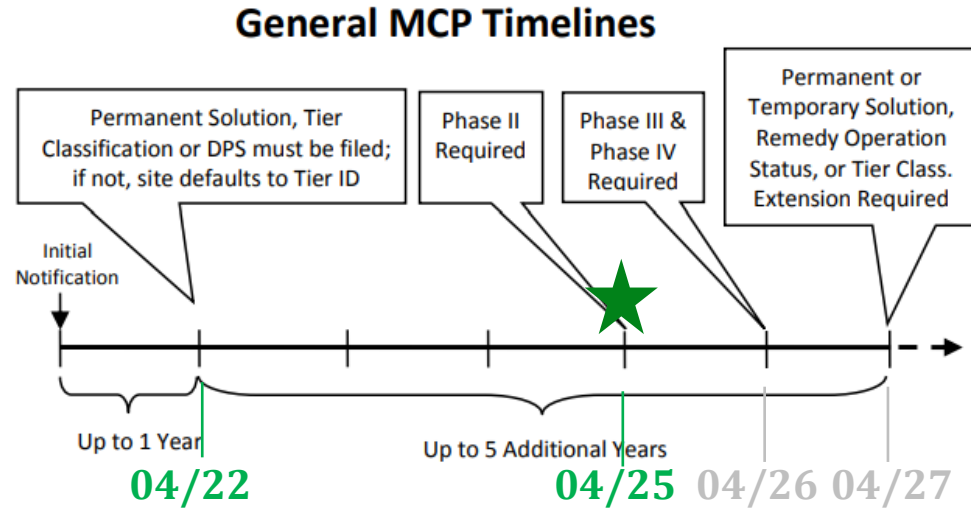 General MCP Timelines
Permanent Solution, Tier
Classification or DPS must be filed;
if not, site defaults to Tier ID
Phase II
Required
Phase III &
Phase IV
Required
Permanent or
Temporary Solution,
Remedy Operation
Status, or Tier Class.
Extension Required
Initial
Notification
Up to 1 Year
Up to 5 Additional Years
04/22
04/25
04/26
04/27